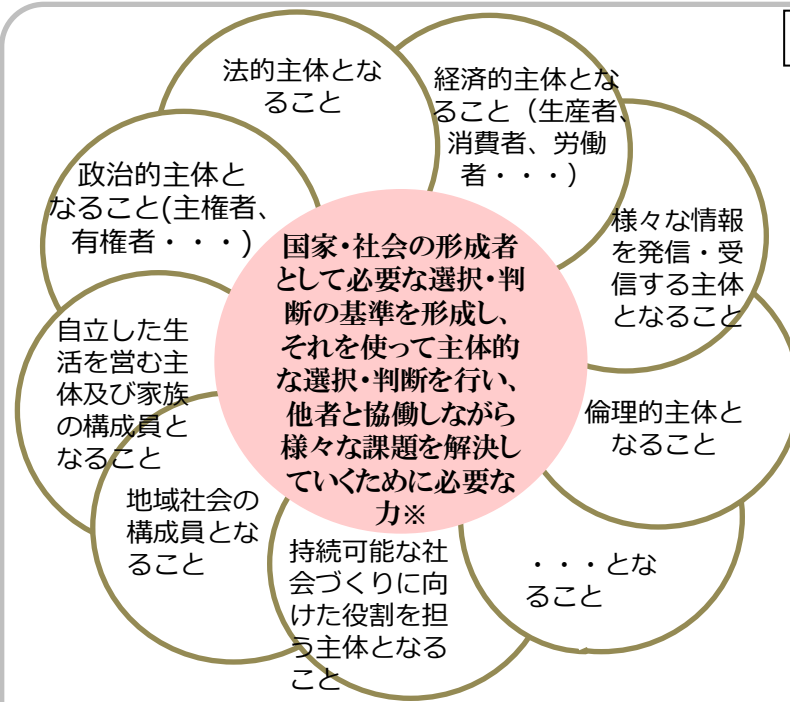 法的主体とな
ること
経済的主体とな
ること（生産者、
消費者、労働
者・・・）
政治的主体と
なること(主権者、
有権者・・・)
様々な情報
を発信・受
信する主体
となること
国家・社会の形成者
として必要な選択・判
断の基準を形成し、
それを使って主体的
な選択・判断を行い、
他者と協働しながら
様々な課題を解決し
ていくために必要な
力※
自立した生
活を営む主
体及び家族
の構成員と
なること
倫理的主体と
なること
地域社会の
構成員とな
ること
持続可能な社
会づくりに向
けた役割を担
う主体となる
こと
・・・とな
ること